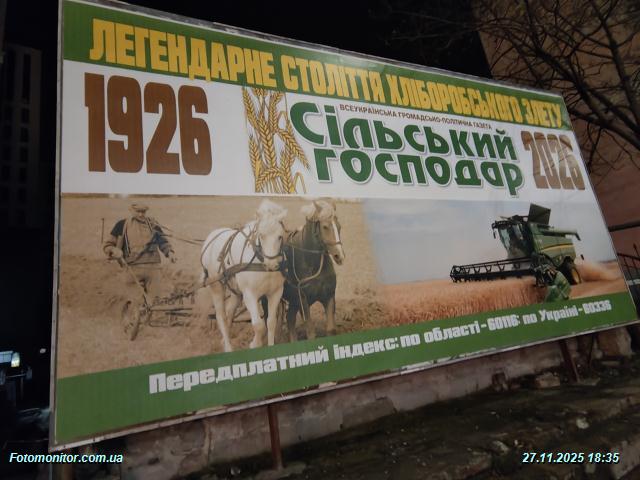 ЛЕГЕНДАРНЕ СТОЛІТТЯ ХЛІБОРОБСЬКОГО ЗЛЕТУ
1926
ВСЕУКРАЇНСЬКА ГРОМАДСЬКО-ПОЛІТИЧНА ГАЗЕТА
Сільський
господар
2026
Передплатний індекс: по області - 60116; по Україні - 68336
Fotomonitor.com.ua
27.11.2025 18:35